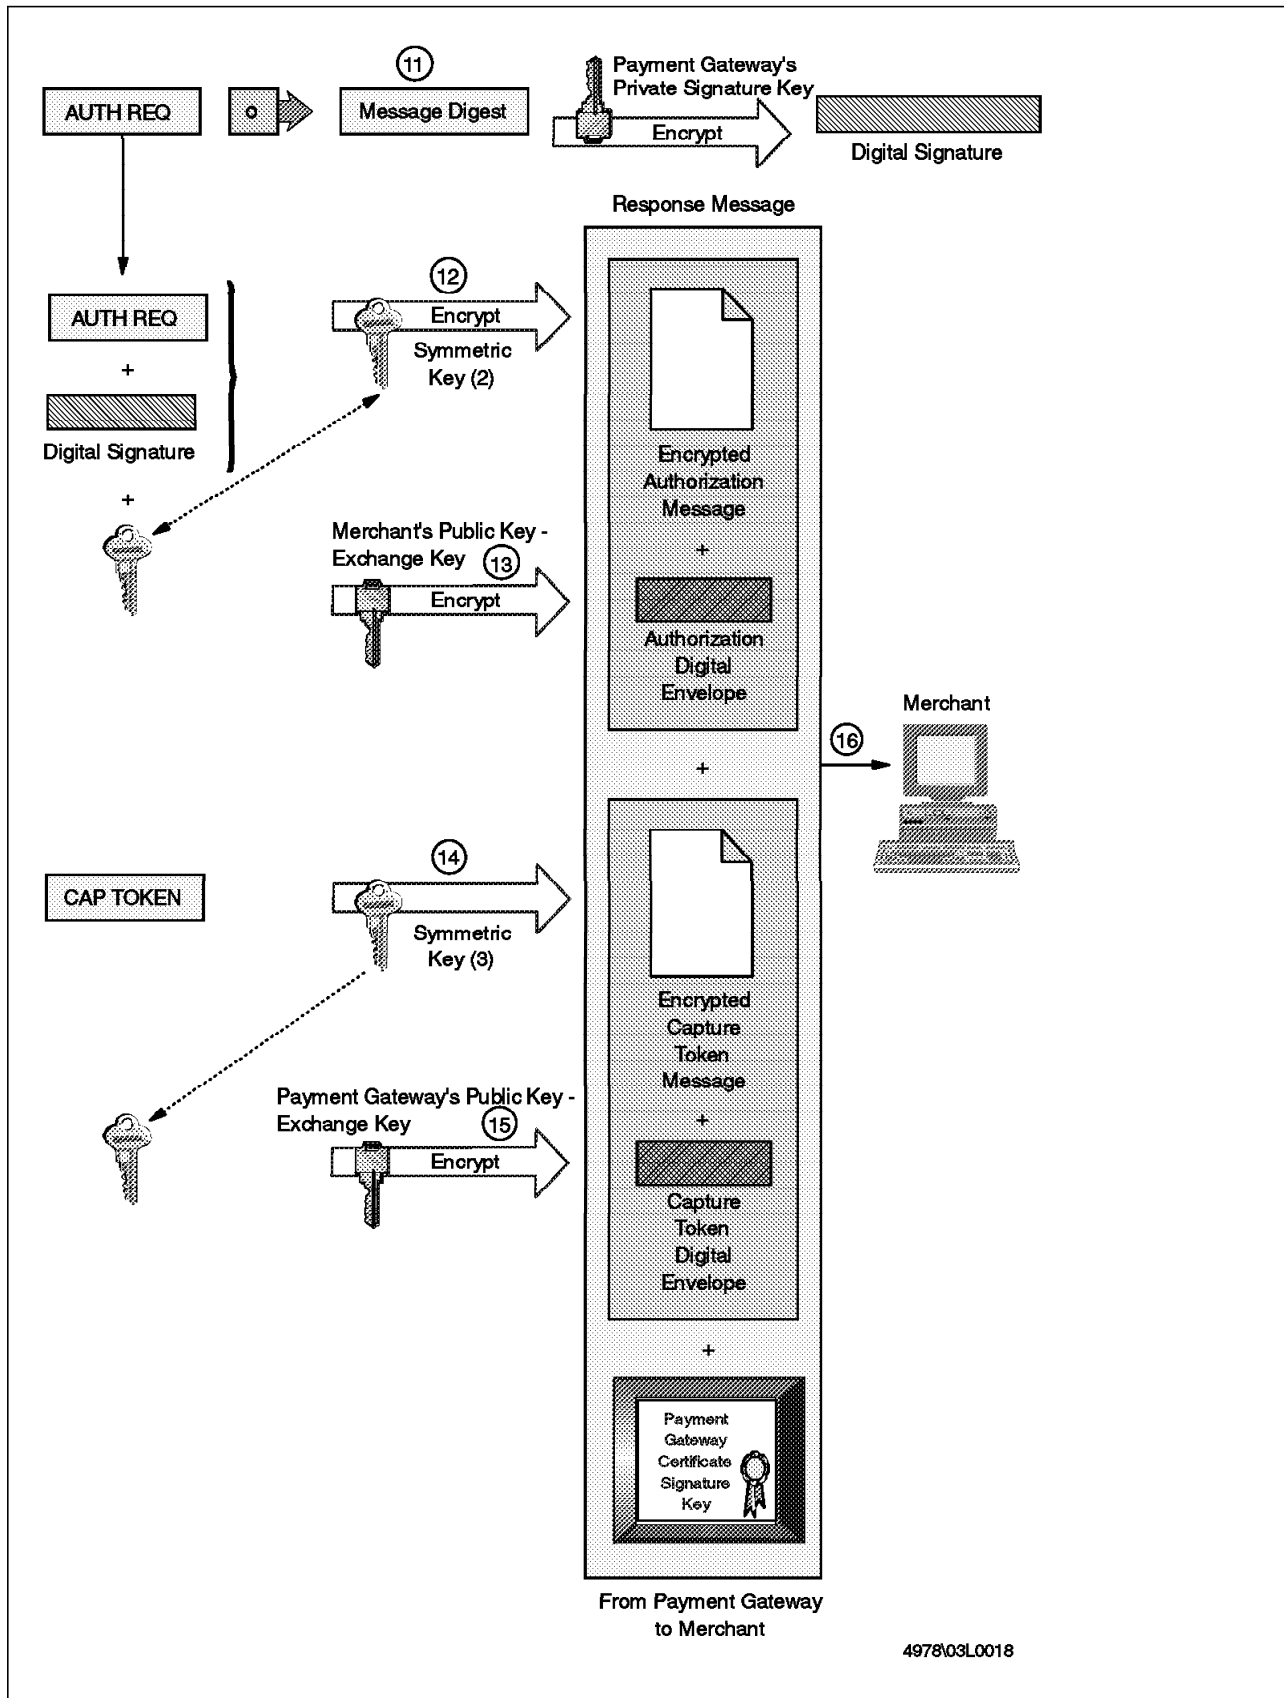 11
Payment Gateway's
Private Signature Key
AUTH REQ
Message Digest
Encrypt
Digital Signature
Response Message
12
AUTH REQ
Encrypt
Symmetric
Key (2)
+
Digital Signature
+
Encrypted
Authorization
Message
+
Merchant's Public Key -
Exchange Key
13
Encrypt
Authorization
Digital
Envelope
Merchant
16
+
14
CAP TOKEN
Symmetric
Key (3)
Encrypted
Capture
Token
Message
+
Payment Gateway's Public Key -
Exchange Key
15
Encrypt
Capture
Token
Digital
Envelope
+
Payment
Gateway
Certificate
Signature
Key
From Payment Gateway
to Merchant
4978\03L0018